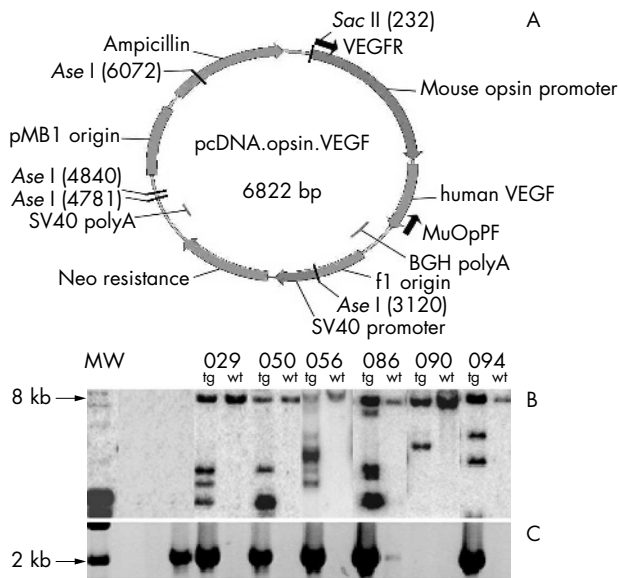 A
Sac II (232)
VEGFR
Ampicillin
Ase I (6072)
Mouse opsin promoter
pMB1 origin
pcDNA.opsin.VEGF
6822 bp
Ase I (4840)
Ase I (4781)
SV40 polyA
human VEGF
MuOpPF
BGH polyA
Neo resistance
f1 origin
Ase I (3120)
SV40 promoter
MW 029 050 056 086 090 094
tg wt tg wt tg wt tg wt tg wt tg wt
8 kb B
C
2 kb